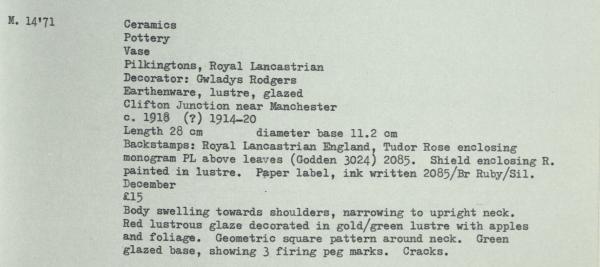 M. 14'71 Ceramics
Pottery
Vase
Pilkingtons, Royal Lancastrian
Decorator: Gwladys Rodgers
Earthenware, lustre, glazed
Clifton Junction near Manchester
c. 1918 (?) 1914-20
Length 28 cm diameter base 11.2 cm
Backstamps: Royal Lancastrian England, Tudor Rose enclosing
monogram PL above leaves (Godden 3024) 2085. Shield enclosing R.
painted in lustre. Paper label, ink written 2085/Br Ruby/Sil.
December
£15
Body swelling towards shoulders, narrowing to upright neck.
Red lustrous glaze decorated in gold/green lustre with apples
and foliage. Geometric square pattern around neck. Green
glazed base, showing 3 firing peg marks. Cracks.